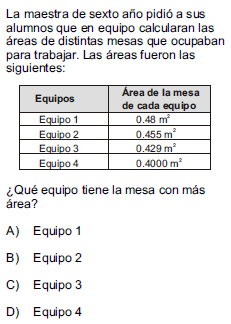 La maestra de sexto año pidió a sus
alumnos que en equipo calcularan las
áreas de distintas mesas que ocupaban
para trabajar. Las áreas fueron las
siguientes:
Equipos Área de la mesa de cada equipo
Equipo 1 0.48 m²
Equipo 2 0.455 m²
Equipo 3 0.429 m²
Equipo 4 0.4000 m²
¿Qué equipo tiene la mesa con más
área?
A) Equipo 1
B) Equipo 2
C) Equipo 3
D) Equipo 4